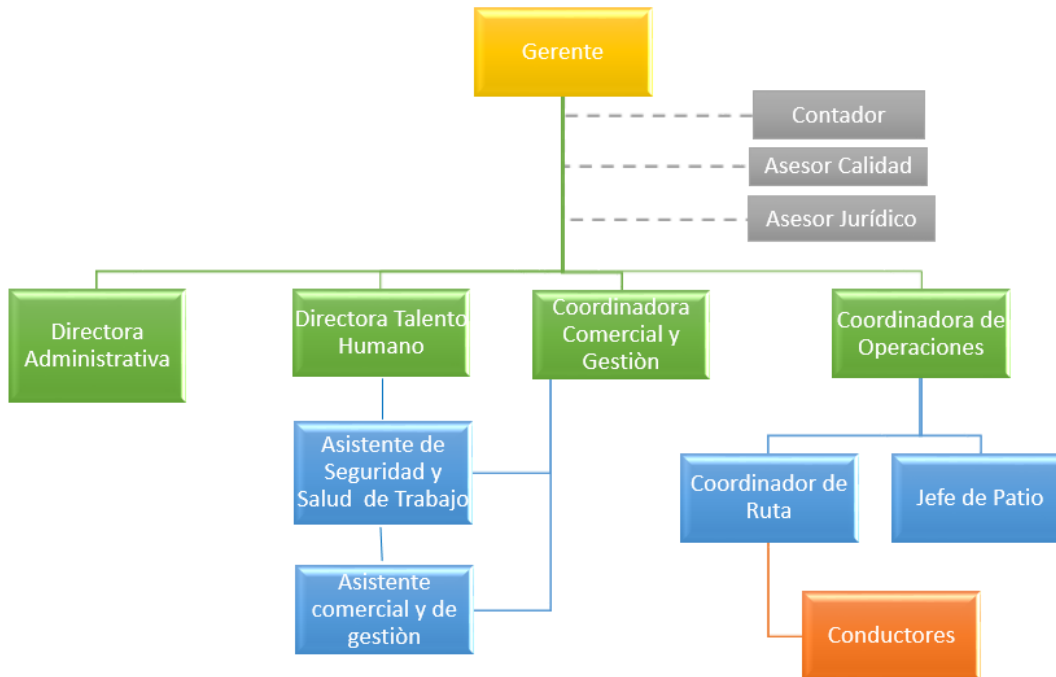 Gerente
Contador
Asesor Calidad
Asesor Jurídico
Directora
Administrativa
Directora Talento
Humano
Coordinadora
Comercial y
Gestiòn
Coordinadora de
Operaciones
Asistente de
Seguridad y
Salud de Trabajo
Coordinador de
Ruta
Jefe de Patio
Asistente
comercial y de
gestiòn
Conductores